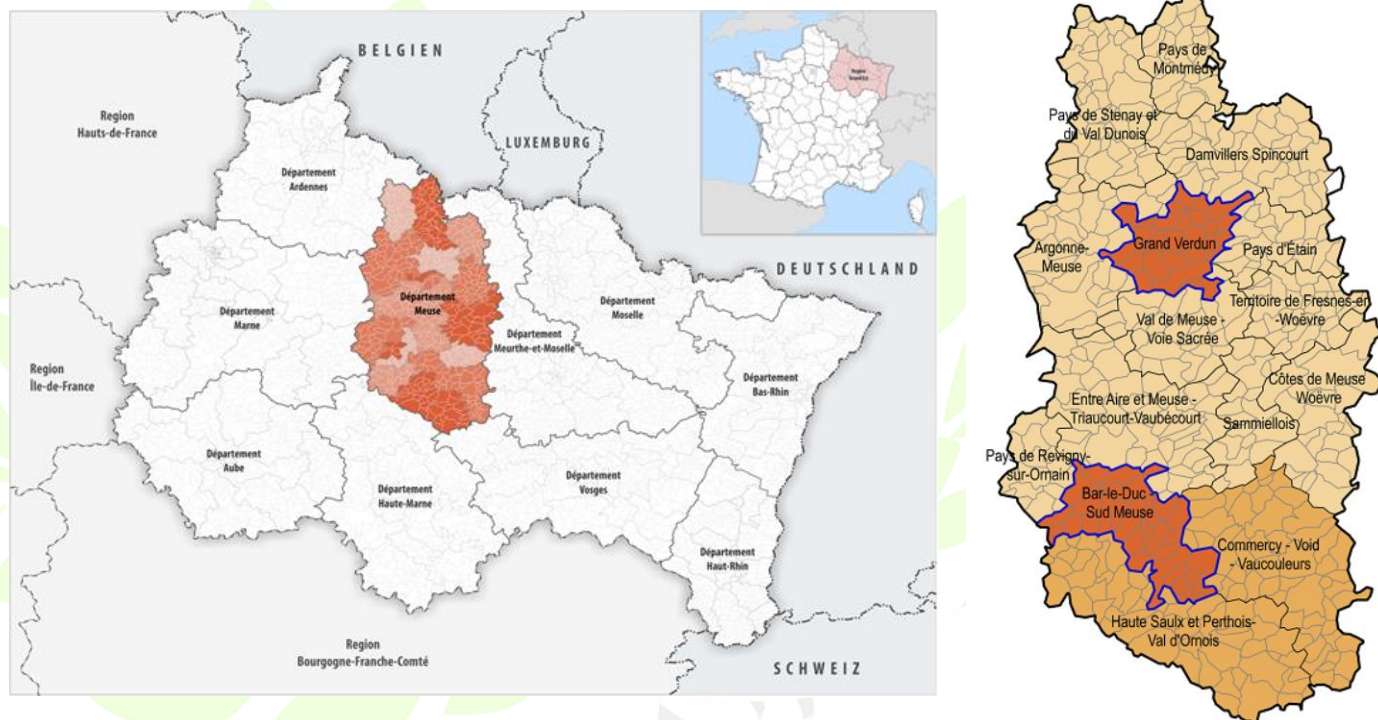 BELGIEN
Region
Hauts-de-France
LUXEMBURG
Département
Ardennes
DEUTSCHLAND
Département
Meuse
Département
Marne
Département
Moselle
Département
Meurthe-et-Moselle
Region
Île-de-France
Département
Bas-Rhin
Département
Aube
Département
Haute-Marne
Département
Vosges
Département
Haut-Rhin
Region
Bourgogne-Franche-Comté
SCHWEIZ
Pays de
Montmédy
Pays de Stenay et
du Val Dunois
Damvillers Spincourt
Grand Verdun
Argonne-
Meuse
Pays d'Étain
Territoire de Fresnes-en
-Woëvre
Val de Meuse -
Voie Sacrée
Côtes de Meuse
Woëvre
Entre Aire et Meuse -
Triaucourt-Vaubécourt
Sammiellois
Pays de Revigny-
sur-Ornain
Bar-le-Duc -
Sud Meuse
Commercy - Void
- Vaucouleurs
Haute Saulx et Perthois-
Val d'Ornois